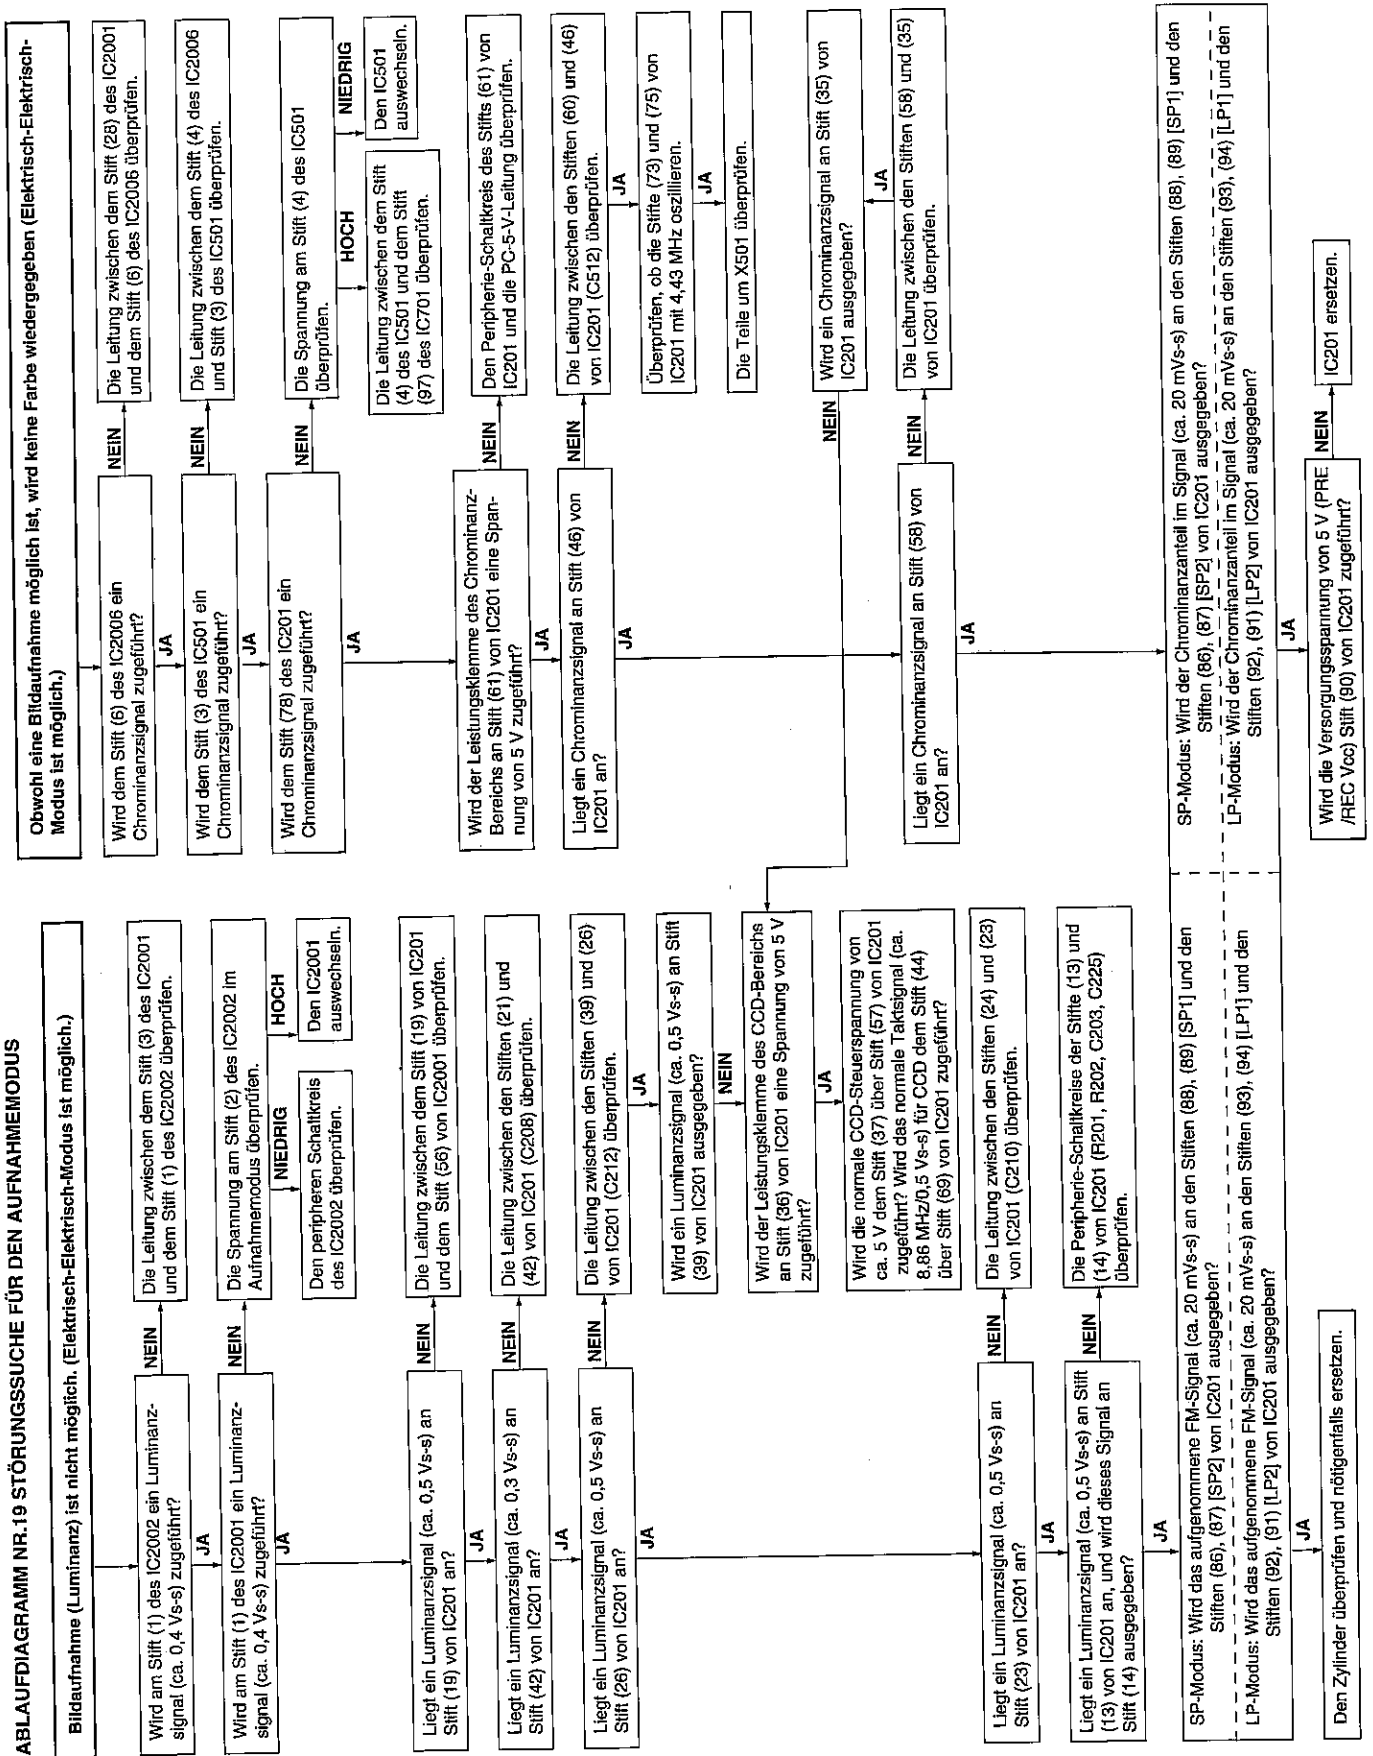 ABLAUFDIAGRAMM NR.19 STÖRUNGSSUCHE FÜR DEN AUFNAHMEMODUS
Bildaufnahme (Luminanz) ist nicht möglich. (Elektrisch-Elektrisch-Modus ist möglich.)
Wird am Stift (1) des IC2002 ein Luminanz-
signal (ca. 0,4 Vs-s) zugeführt?
NEIN
Die Leitung zwischen dem Stift (3) des IC2001
und dem Stift (1) des IC2002 überprüfen.
JA
Wird am Stift (1) des IC2001 ein Luminanz-
signal (ca. 0,4 Vs-s) zugeführt?
NEIN
Die Spannung am Stift (2) des IC2002 im
Aufnahmemodus überprüfen.
NIEDRIG
HOCH
Den peripheren Schaltkreis
des IC2002 überprüfen.
Den IC2001
auswechseln.
JA
Liegt ein Luminanzsignal (ca. 0,5 Vs-s) an
Stift (19) von IC201 an?
NEIN
Die Leitung zwischen dem Stift (19) von IC201
und dem Stift (56) von IC2001 überprüfen.
JA
Liegt ein Luminanzsignal (ca. 0,3 Vs-s) an
Stift (42) von IC201 an?
NEIN
Die Leitung zwischen den Stiften (21) und
(42) von IC201 (C208) überprüfen.
JA
Liegt ein Luminanzsignal (ca. 0,5 Vs-s) an
Stift (26) von IC201 an?
NEIN
Die Leitung zwischen den Stiften (39) und (26)
von IC201 (C212) überprüfen.
JA
Wird ein Luminanzsignal (ca. 0,5 Vs-s) an Stift
(39) von IC201 ausgegeben?
NEIN
Wird der Leistungsklemme des CCD-Bereichs
an Stift (36) von IC201 eine Spannung von 5 V
zugeführt?
JA
Wird die normale CCD-Steuerspannung von
ca. 5 V dem Stift (37) über Stift (57) von IC201
zugeführt? Wird das normale Taktsignal (ca.
8,86 MHz/0,5 Vs-s) für CCD dem Stift (44)
über Stift (69) von IC201 zugeführt?
JA
Liegt ein Luminanzsignal (ca. 0,5 Vs-s) an
Stift (23) von IC201 an?
NEIN
Die Leitung zwischen den Stiften (24) und (23)
von IC201 (C210) überprüfen.
JA
Liegt ein Luminanzsignal (ca. 0,5 Vs-s) an Stift
(13) von IC201 an, und wird dieses Signal an
Stift (14) ausgegeben?
NEIN
Die Peripherie-Schaltkreise der Stifte (13) und
(14) von IC201 (R201, R202, C203, C225)
überprüfen.
JA
SP-Modus: Wird das aufgenommene FM-Signal (ca. 20 mVs-s) an den Stiften (88), (89) [SP1] und den
Stiften (86), (87) [SP2] von IC201 ausgegeben?
LP-Modus: Wird das aufgenommene FM-Signal (ca. 20 mVs-s) an den Stiften (93), (94) [LP1] und den
Stiften (92), (91) [LP2] von IC201 ausgegeben?
JA
Den Zylinder überprüfen und nötigenfalls ersetzen.
Obwohl eine Bildaufnahme möglich ist, wird keine Farbe wiedergegeben (Elektrisch-Elektrisch-
Modus ist möglich.)
Wird dem Stift (6) des IC2006 ein
Chrominanzsignal zugeführt?
NEIN
Die Leitung zwischen dem Stift (28) des IC2001
und dem Stift (6) des IC2006 überprüfen.
JA
Wird dem Stift (3) des IC501 ein
Chrominanzsignal zugeführt?
NEIN
Die Leitung zwischen dem Stift (4) des IC2006
und Stift (3) des IC501 überprüfen.
JA
Wird dem Stift (78) des IC201 ein
Chrominanzsignal zugeführt?
NEIN
Die Spannung am Stift (4) des IC501
überprüfen.
HOCH
NIEDRIG
Die Leitung zwischen dem Stift
(4) des IC501 und dem Stift
(97) des IC701 überprüfen.
Den IC501
auswechseln.
JA
Wird der Leistungsklemme des Chrominanz-
Bereichs an Stift (61) von IC201 eine Span-
nung von 5 V zugeführt?
NEIN
Den Peripherie-Schaltkreis des Stifts (61) von
IC201 und die PC-5-V-Leitung überprüfen.
JA
Liegt ein Chrominanzsignal an Stift (46) von
IC201 an?
NEIN
Die Leitung zwischen den Stiften (60) und (46)
von IC201 (C512) überprüfen.
JA
Überprüfen, ob die Stifte (73) und (75) von
IC201 mit 4,43 MHz oszillieren.
JA
Die Teile um X501 überprüfen.
JA
Wird ein Chrominanzsignal an Stift (35) von
IC201 ausgegeben?
NEIN
JA
Liegt ein Chrominanzsignal an Stift (58) von
IC201 an?
NEIN
Die Leitung zwischen den Stiften (58) und (35)
von IC201 überprüfen.
JA
SP-Modus: Wird der Chrominanzanteil im Signal (ca. 20 mVs-s) an den Stiften (88), (89) [SP1] und den
Stiften (86), (87) [SP2] von IC201 ausgegeben?
LP-Modus: Wird der Chrominanzanteil im Signal (ca. 20 mVs-s) an den Stiften (93), (94) [LP1] und den
Stiften (92), (91) [LP2] von IC201 ausgegeben?
JA
Wird die Versorgungsspannung von 5 V (PRE
/REC Vcc) Stift (90) von IC201 zugeführt?
NEIN
IC201 ersetzen.